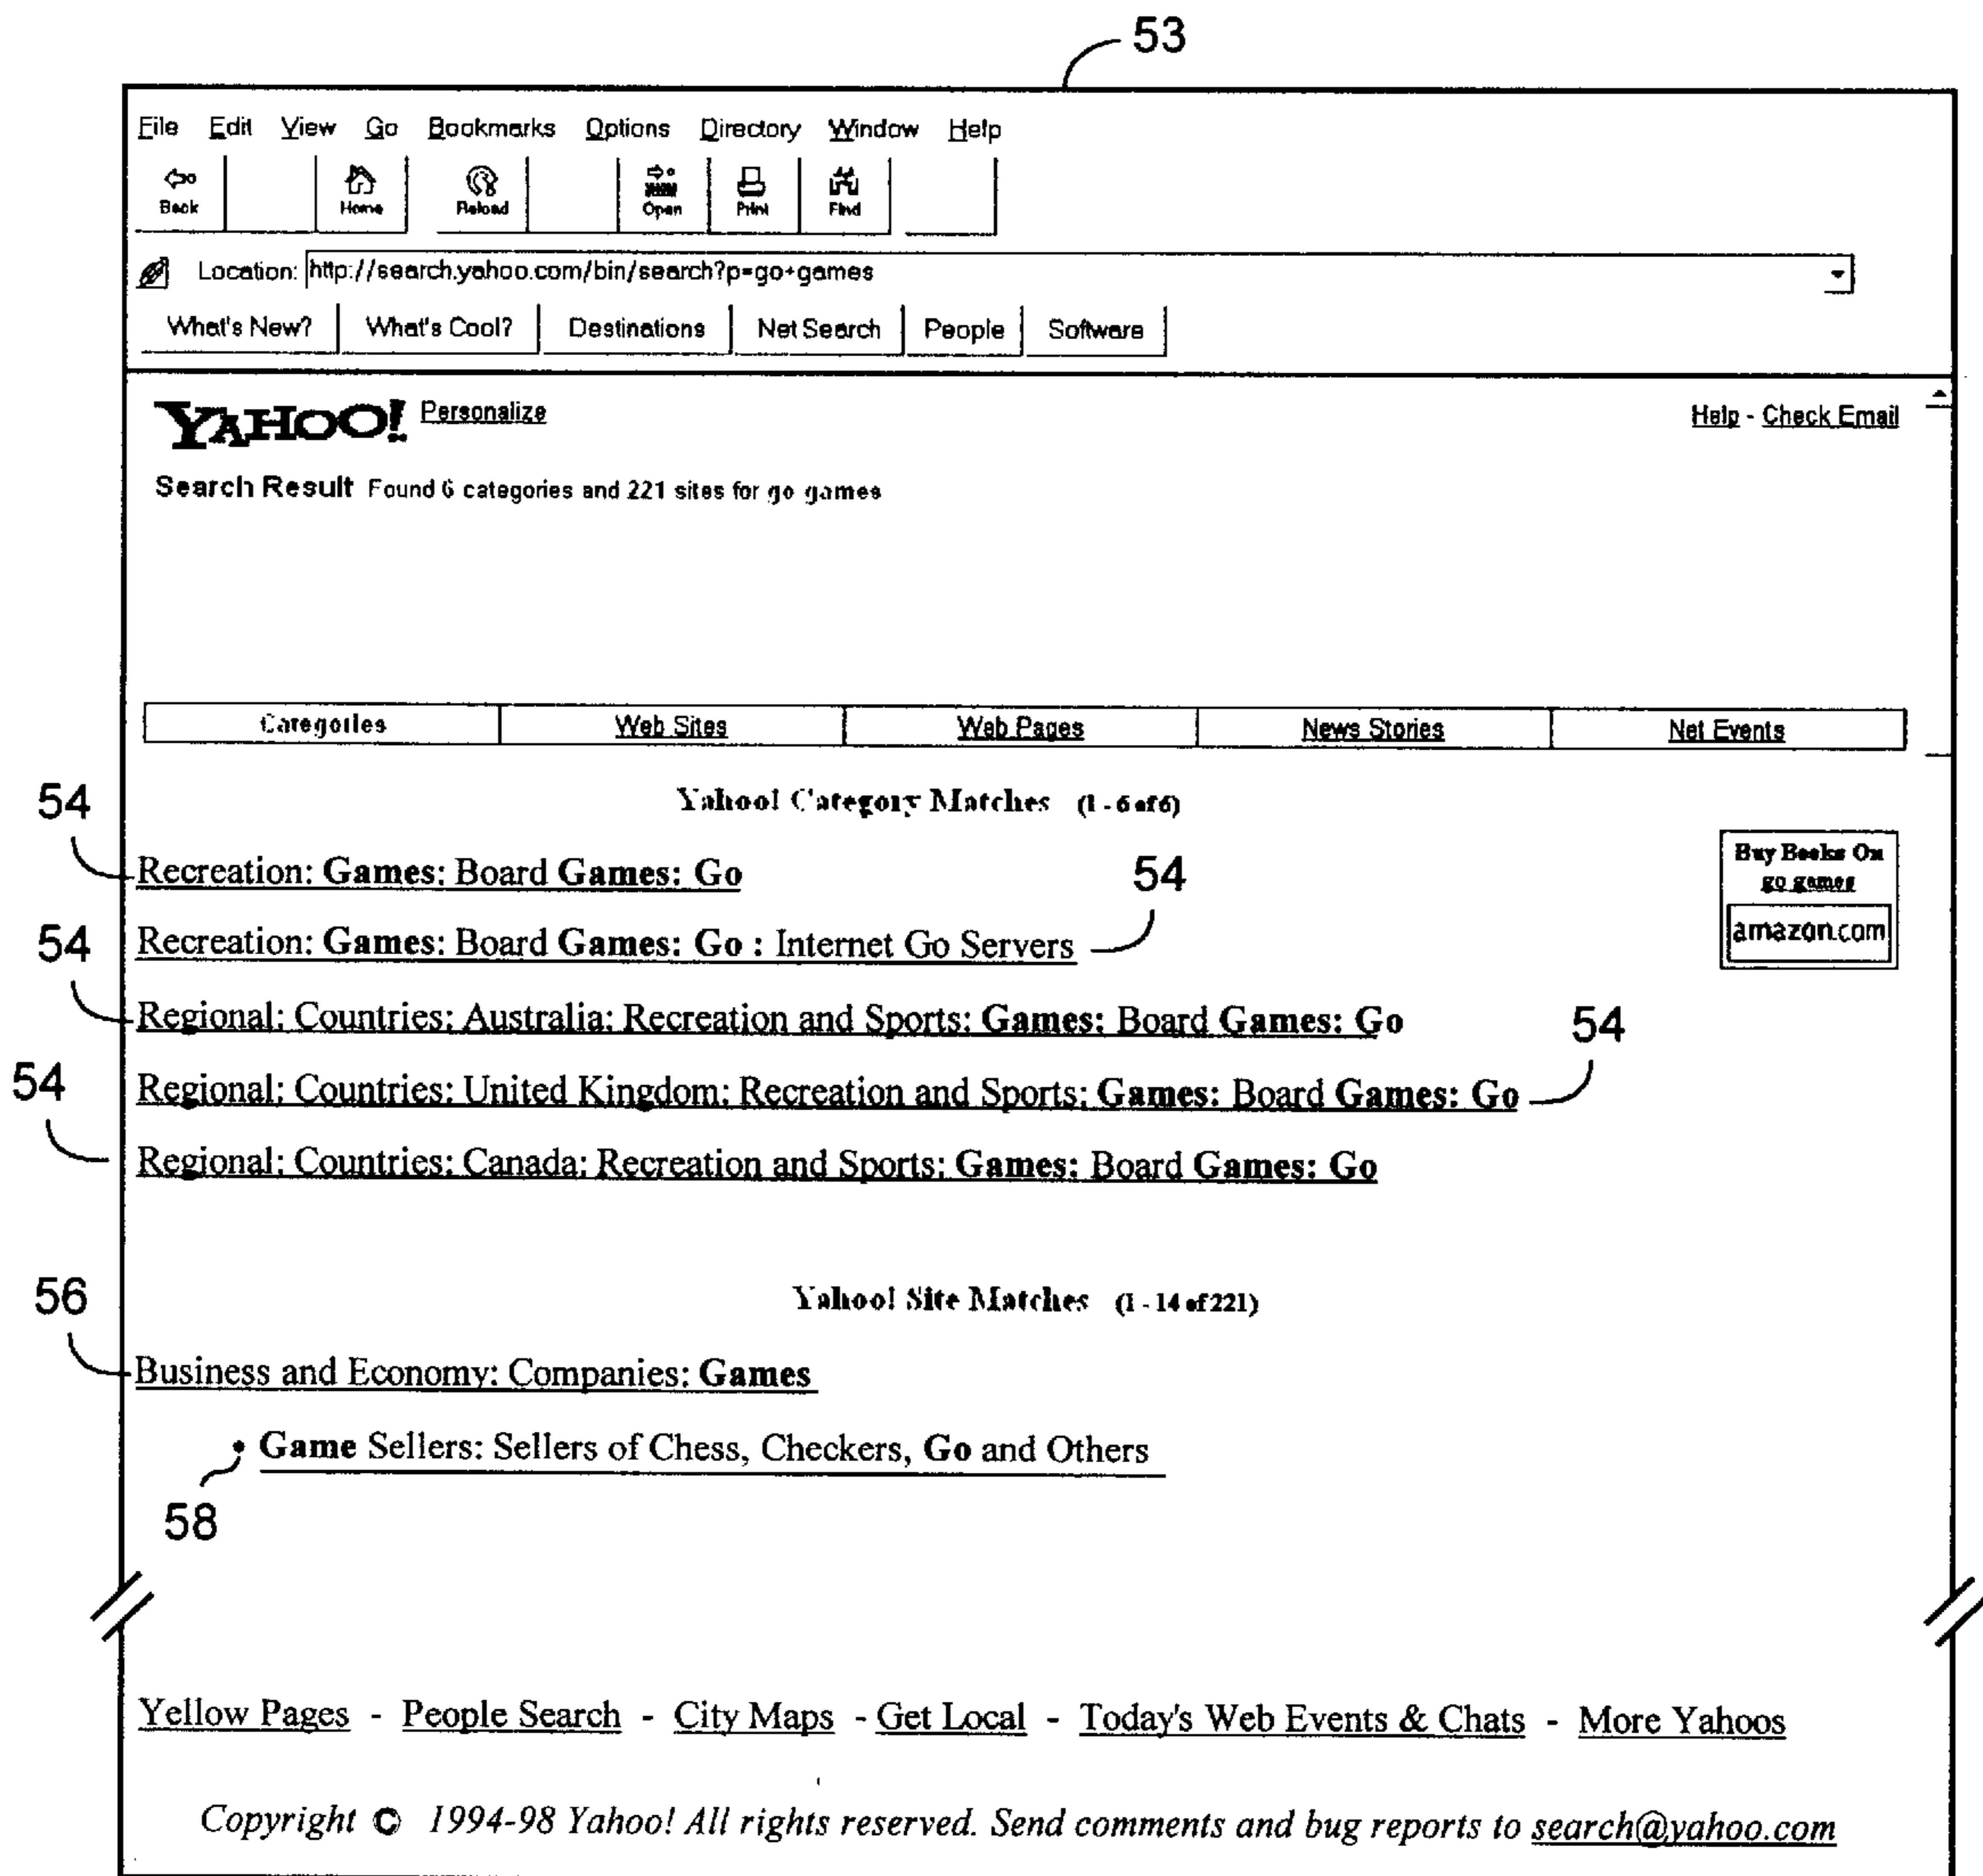 53
File Edit View Go Bookmarks Options Directory Window Help
Back Home Reload Open Print Find
Location: http://search.yahoo.com/bin/search?p=go+games
What's New? What's Cool? Destinations Net Search People Software
YAHOO! Personalize Help - Check Email
Search Result Found 6 categories and 221 sites for go games
Categories Web Sites Web Pages News Stories Net Events
54 Yahoo! Category Matches (1 - 6 of 6)
Recreation: Games: Board Games: Go 54
Buy Books On
go games
amazon.com
54 Recreation: Games: Board Games: Go : Internet Go Servers
Regional: Countries: Australia: Recreation and Sports: Games: Board Games: Go 54
54 Regional: Countries: United Kingdom: Recreation and Sports: Games: Board Games: Go
Regional: Countries: Canada: Recreation and Sports: Games: Board Games: Go
56 Yahoo! Site Matches (1 - 14 of 221)
Business and Economy: Companies: Games
• Game Sellers: Sellers of Chess, Checkers, Go and Others
58
Yellow Pages - People Search - City Maps - Get Local - Today's Web Events & Chats - More Yahoos
Copyright © 1994-98 Yahoo! All rights reserved. Send comments and bug reports to search@yahoo.com